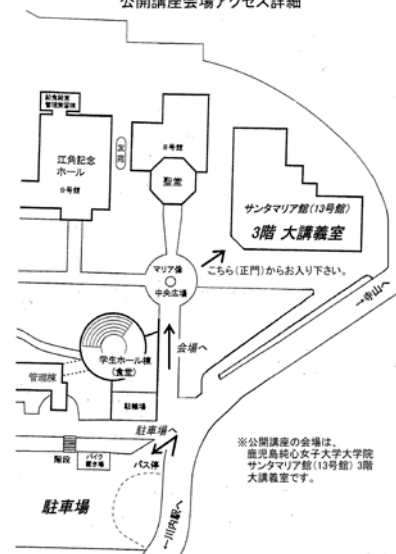 公開講座会場アクセス詳細
江角記念
ホール
9号館
8号館
聖堂
サンタマリア館(13号館)
3階 大講義室
こちら(正門)からお入り下さい。
マリア像
中央広場
寺山へ
会場へ
学生ホール棟
(食堂)
管理棟
駐輪場
駐車場へ
階段
バイク
置き場
バス停
駐車場
←川内駅へ
※公開講座の会場は、
鹿児島純心女子大学大学院
サンタマリア館(13号館) 3階
大講義室です。